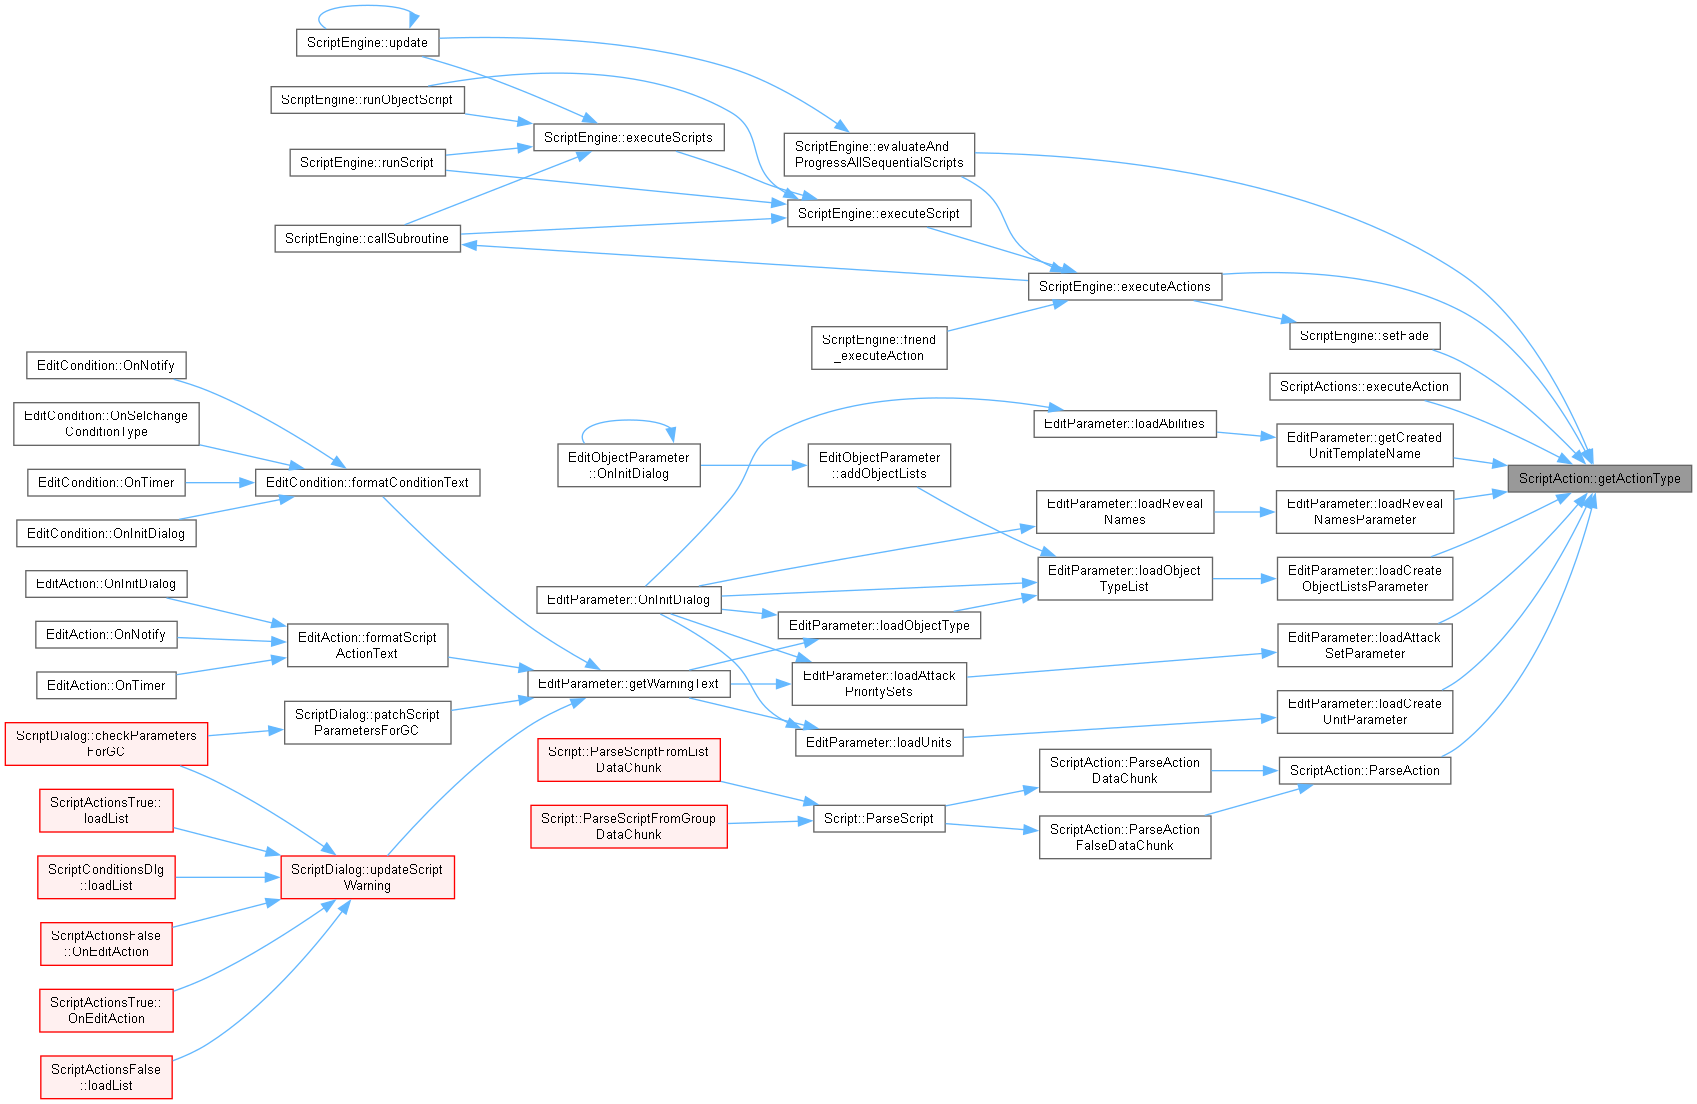 ScriptEngine::update
ScriptEngine::runObjectScript
ScriptEngine::executeScripts
ScriptEngine::runScript
ScriptEngine::evaluateAnd
ProgressAllSequentialScripts
ScriptEngine::executeScript
ScriptEngine::callSubroutine
ScriptEngine::executeActions
ScriptEngine::setFade
ScriptEngine::friend
_executeAction
ScriptActions::executeAction
EditCondition::OnNotify
EditCondition::OnSelchange
ConditionType
EditCondition::OnTimer
EditCondition::OnInitDialog
EditCondition::formatConditionText
EditObjectParameter
::OnInitDialog
EditObjectParameter
::addObjectLists
EditParameter::loadAbilities
EditParameter::getCreated
UnitTemplateName
ScriptAction::getActionType
EditParameter::loadReveal
Names
EditParameter::loadReveal
NamesParameter
EditParameter::loadObject
TypeList
EditParameter::loadCreate
ObjectListsParameter
EditAction::OnInitDialog
EditAction::OnNotify
EditAction::OnTimer
EditAction::formatScript
ActionText
EditParameter::OnInitDialog
EditParameter::loadObjectType
EditParameter::loadAttack
SetParameter
EditParameter::getWarningText
EditParameter::loadAttack
PrioritySets
EditParameter::loadCreate
UnitParameter
ScriptDialog::patchScript
ParametersForGC
ScriptDialog::checkParameters
ForGC
EditParameter::loadUnits
Script::ParseScriptFromList
DataChunk
ScriptAction::ParseAction
DataChunk
ScriptAction::ParseAction
Script::ParseScriptFromGroup
DataChunk
Script::ParseScript
ScriptAction::ParseAction
FalseDataChunk
ScriptActionsTrue::
loadList
ScriptConditionsDlg
::loadList
ScriptDialog::updateScript
Warning
ScriptActionsFalse
::OnEditAction
ScriptActionsTrue::
OnEditAction
ScriptActionsFalse
::loadList